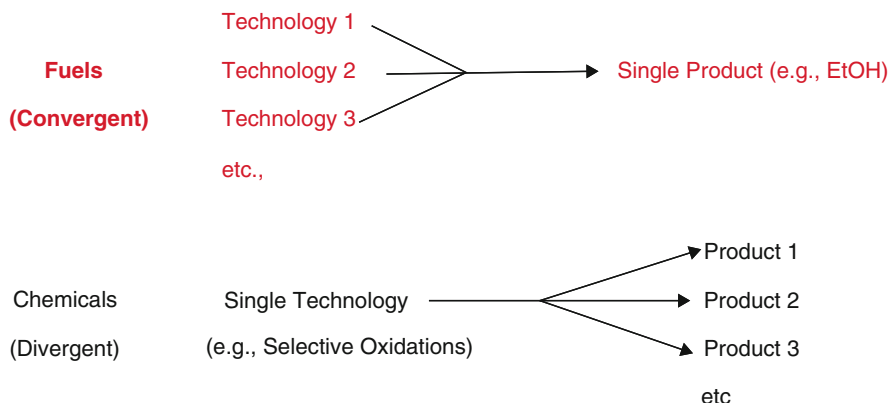 Technology 1
Fuels
Technology 2
Single Product (e.g., EtOH)
(Convergent)
Technology 3
etc.,
Product 1
Chemicals
Single Technology
Product 2
(Divergent)
(e.g., Selective Oxidations)
Product 3
etc